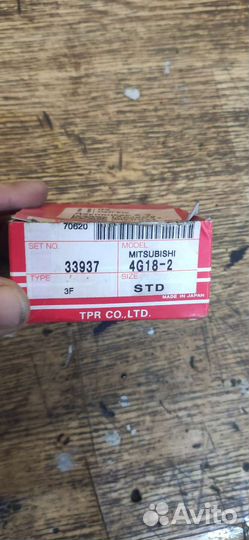 70620
SET NO. MODEL
MITSUBISHI
33937 4G18-2
TYPE SIZE
3F STD
MADE IN JAPAN
TPR CO.,LTD.
Avito